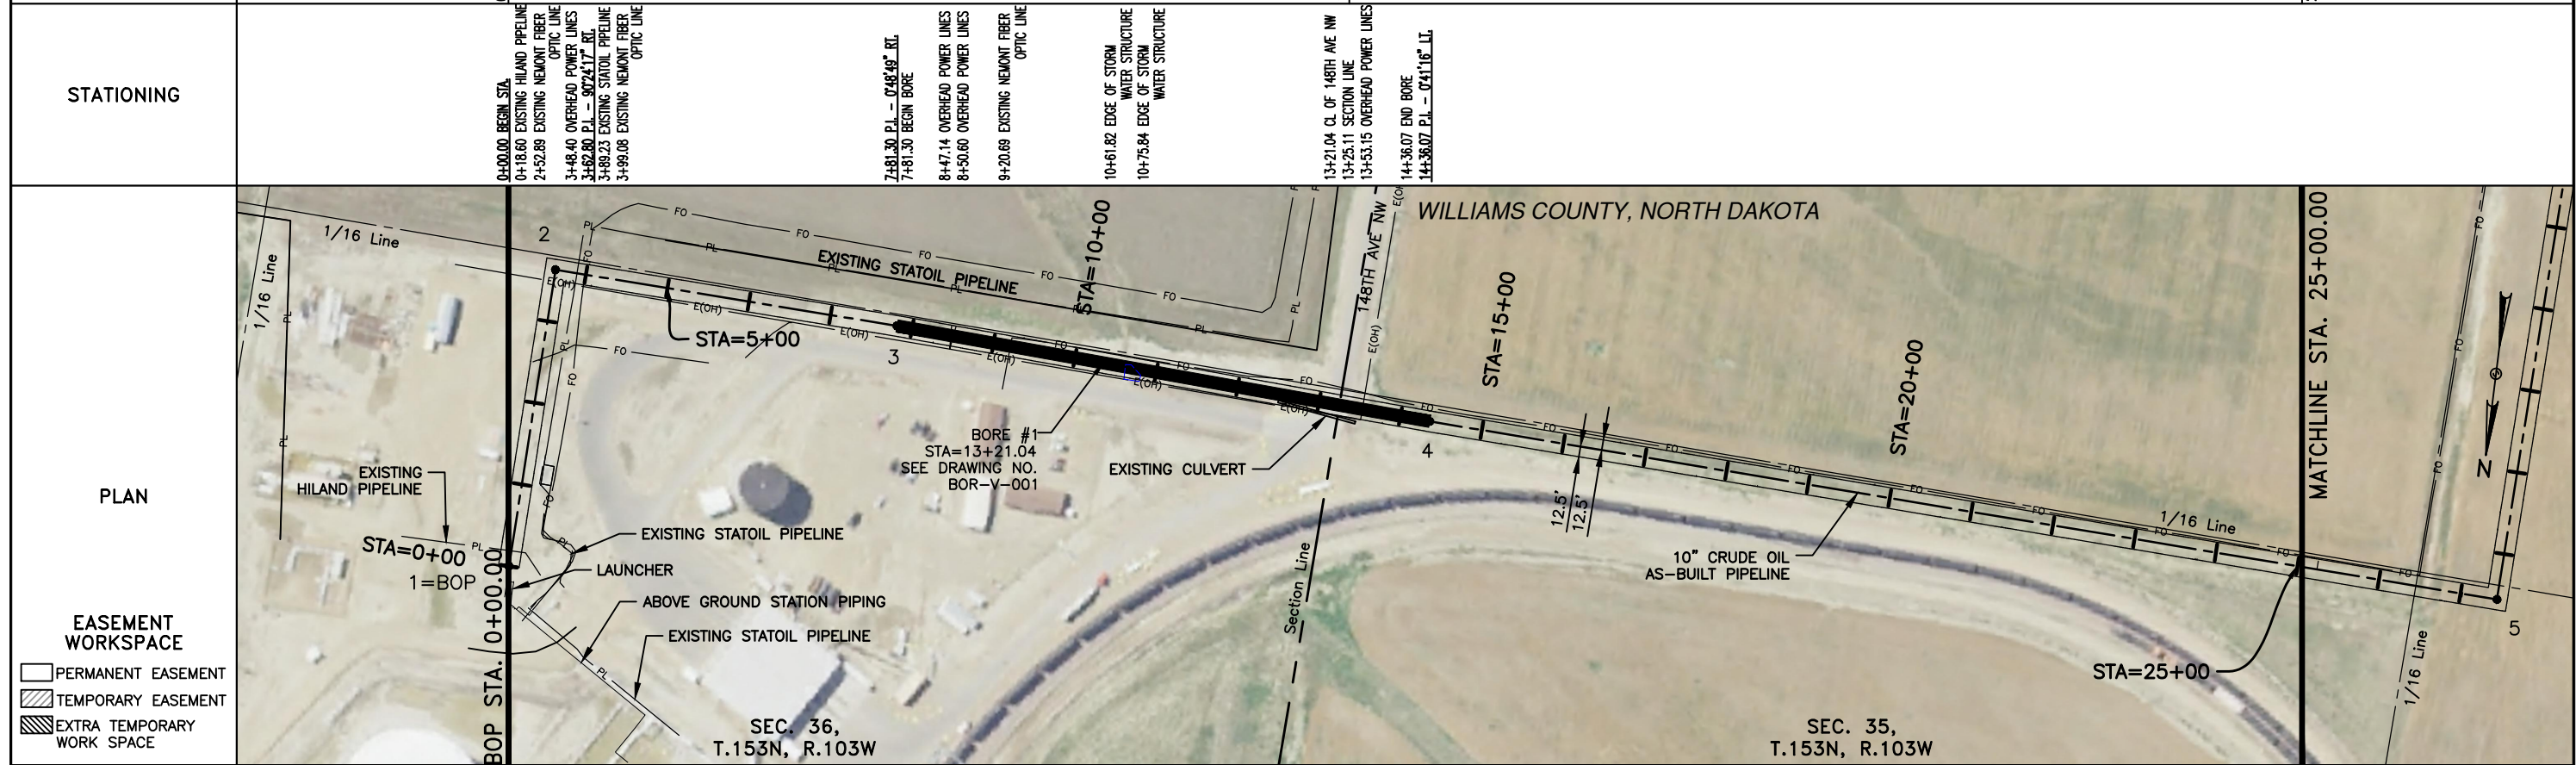 STATIONING
0+00.00 BEGIN STA.
0+18.60 EXISTING HILAND PIPELINE
2+52.89 EXISTING NEMONT FIBER
OPTIC LINE
3+48.40 OVERHEAD POWER LINES
3+62.80 P.I. - 90°24'17" RT.
3+89.23 EXISTING STATOIL PIPELINE
3+99.08 EXISTING NEMONT FIBER
OPTIC LINE
7+81.30 P.I. - 0°48'49" RT.
7+81.30 BEGIN BORE
8+47.14 OVERHEAD POWER LINES
8+50.60 OVERHEAD POWER LINES
9+20.69 EXISTING NEMONT FIBER
OPTIC LINE
10+61.82 EDGE OF STORM
WATER STRUCTURE
10+75.84 EDGE OF STORM
WATER STRUCTURE
13+21.04 CL OF 148TH AVE NW
13+25.11 SECTION LINE
13+53.15 OVERHEAD POWER LINES
14+36.07 END BORE
14+36.07 P.I. - 0°41'16" LT.
PLAN
EASEMENT
WORKSPACE
PERMANENT EASEMENT
TEMPORARY EASEMENT
EXTRA TEMPORARY
WORK SPACE
WILLIAMS COUNTY, NORTH DAKOTA
1/16 Line
1/16 Line
2
EXISTING STATOIL PIPELINE
STA=10+00
148TH AVE NW
STA=5+00
3
STA=15+00
STA=20+00
MATCHLINE STA. 25+00.00
N
BORE #1
STA=13+21.04
SEE DRAWING NO.
BOR-V-001
EXISTING CULVERT
4
12.5'
12.5'
1/16 Line
EXISTING
HILAND PIPELINE
STA=0+00
1=BOP
BOP STA. 0+00.00
EXISTING STATOIL PIPELINE
LAUNCHER
ABOVE GROUND STATION PIPING
EXISTING STATOIL PIPELINE
Section Line
10" CRUDE OIL
AS-BUILT PIPELINE
STA=25+00
5
1/16 Line
SEC. 36,
T.153N, R.103W
SEC. 35,
T.153N, R.103W
PL
FO
E(OH)